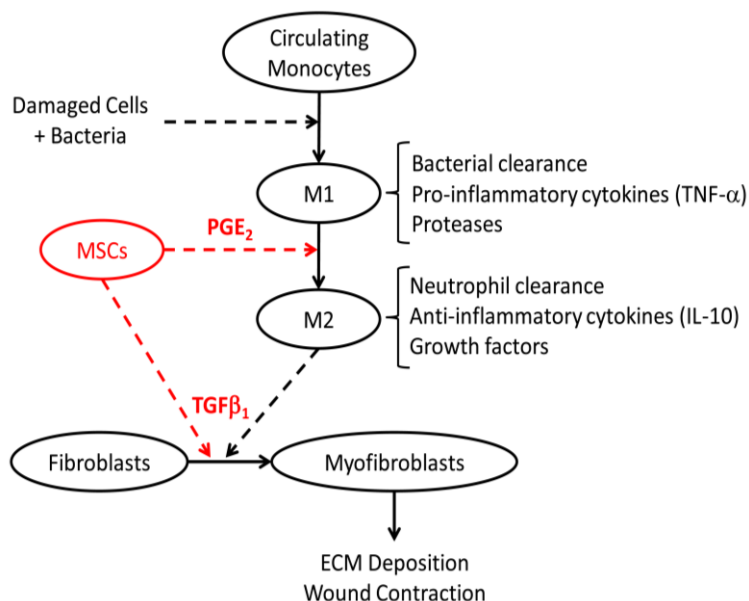 Circulating
Monocytes
Damaged Cells
+ Bacteria
M1
Bacterial clearance
Pro-inflammatory cytokines (TNF-α)
Proteases
PGE₂
MSCs
M2
Neutrophil clearance
Anti-inflammatory cytokines (IL-10)
Growth factors
TGFβ₁
Fibroblasts
Myofibroblasts
ECM Deposition
Wound Contraction